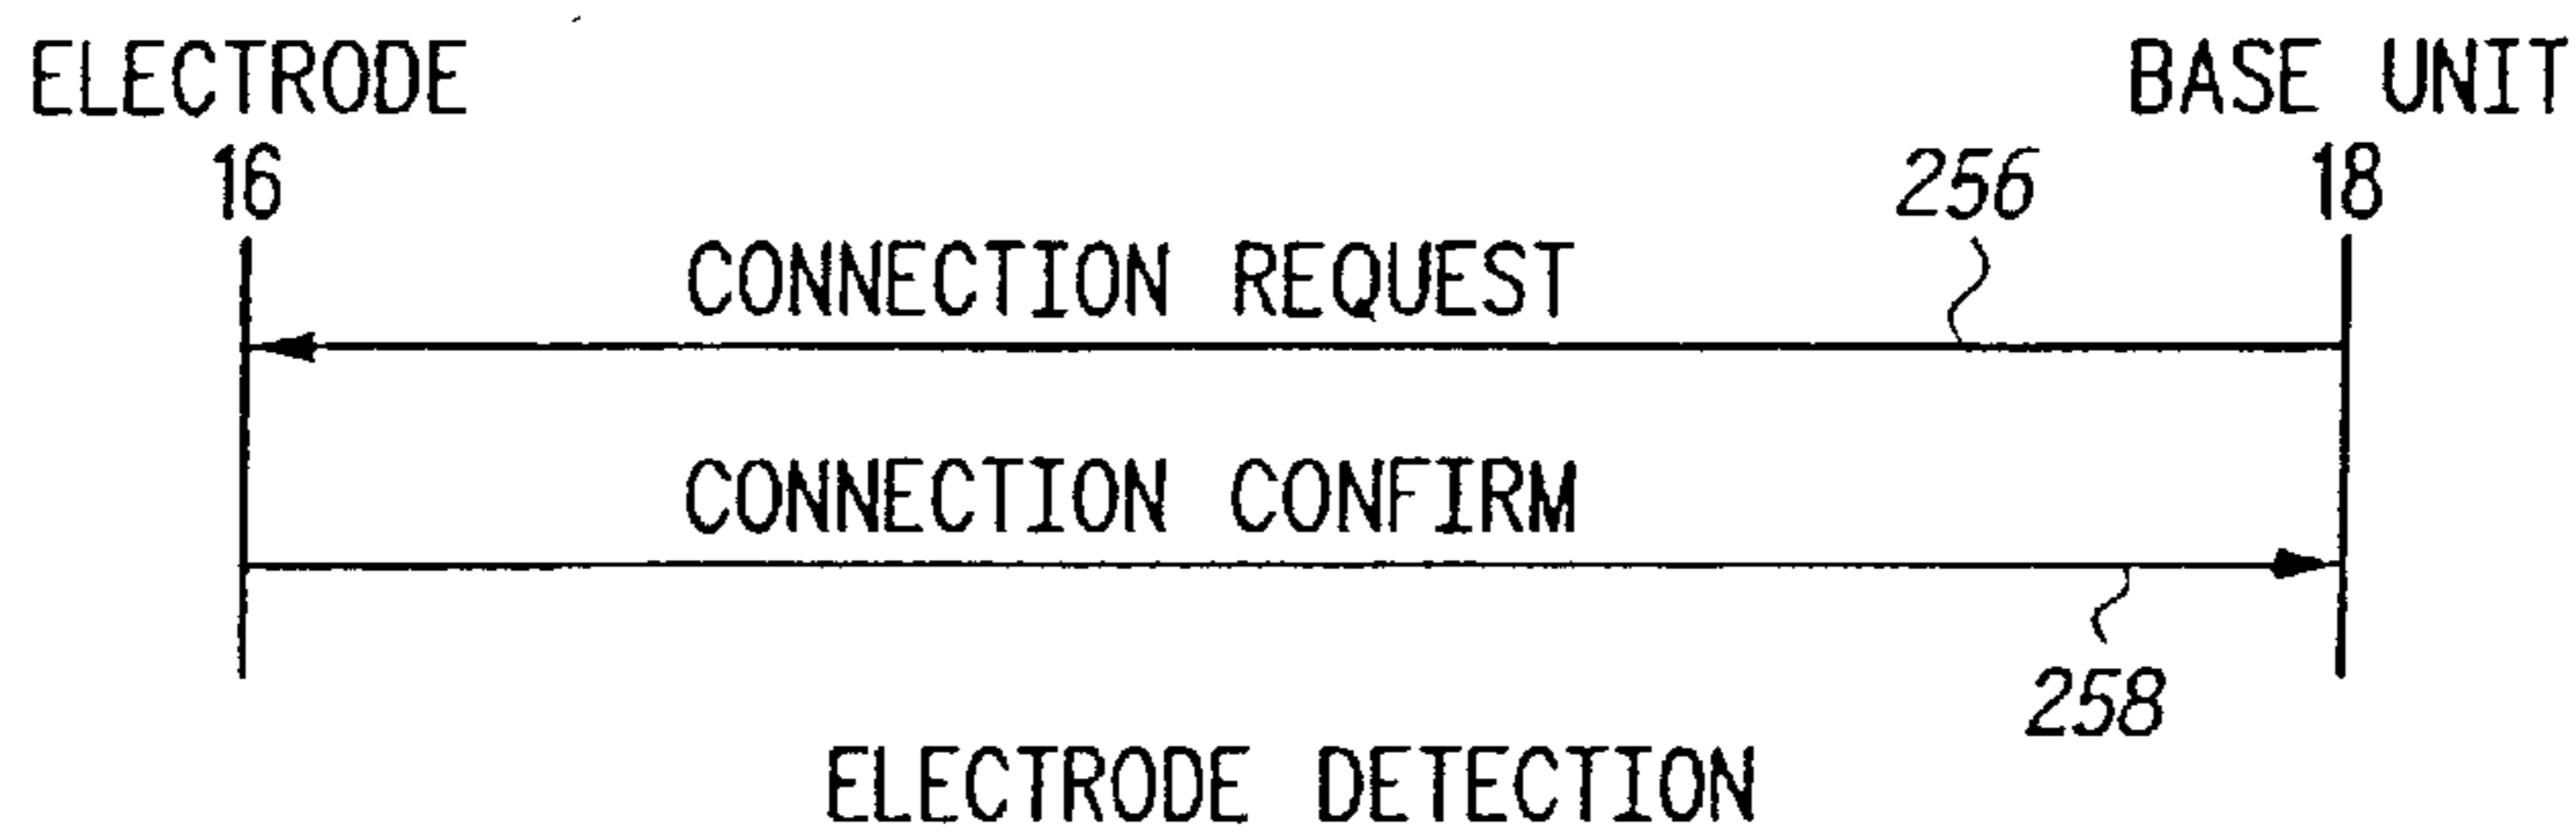 ELECTRODE
16
BASE UNIT
18
256
CONNECTION REQUEST
CONNECTION CONFIRM
258
ELECTRODE DETECTION